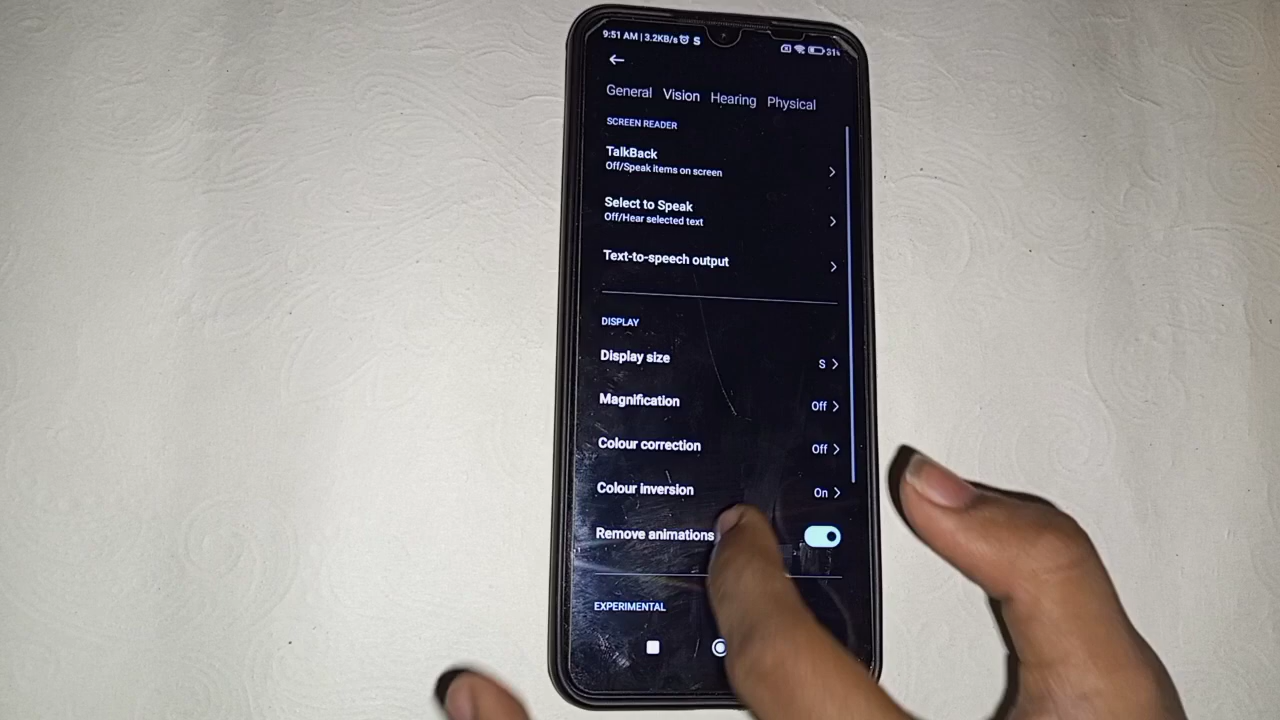 9:51 AM | 3.2KB/s S 31%
General Vision Hearing Physical
SCREEN READER
TalkBack
Off/Speak items on screen
Select to Speak
Off/Hear selected text
Text-to-speech output
DISPLAY
Display size S
Magnification Off
Colour correction Off
Colour inversion On
Remove animations
EXPERIMENTAL